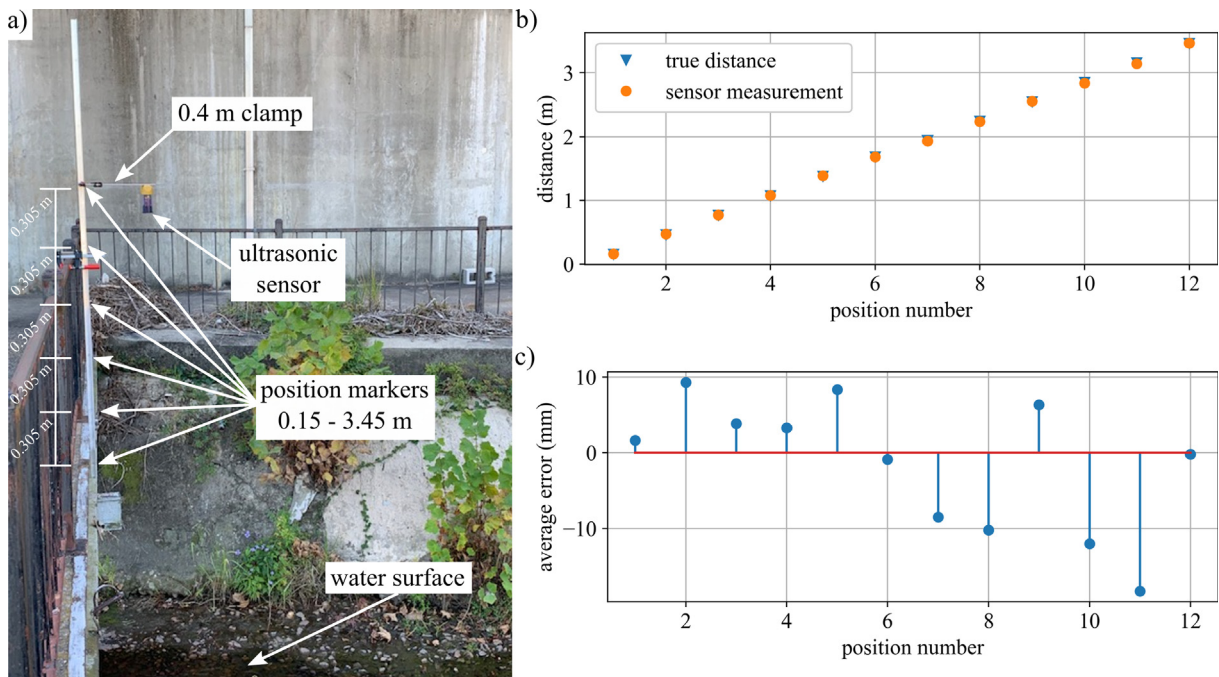 a)
0.4 m clamp
0.305 m
0.305 m
0.305 m
0.305 m
0.305 m
ultrasonic
sensor
position markers
0.15 - 3.45 m
water surface
b)
true distance
sensor measurement
distance (m)
3
2
1
0
2 4 6 8 10 12
position number
c)
average error (mm)
10
0
−10
2 4 6 8 10 12
position number